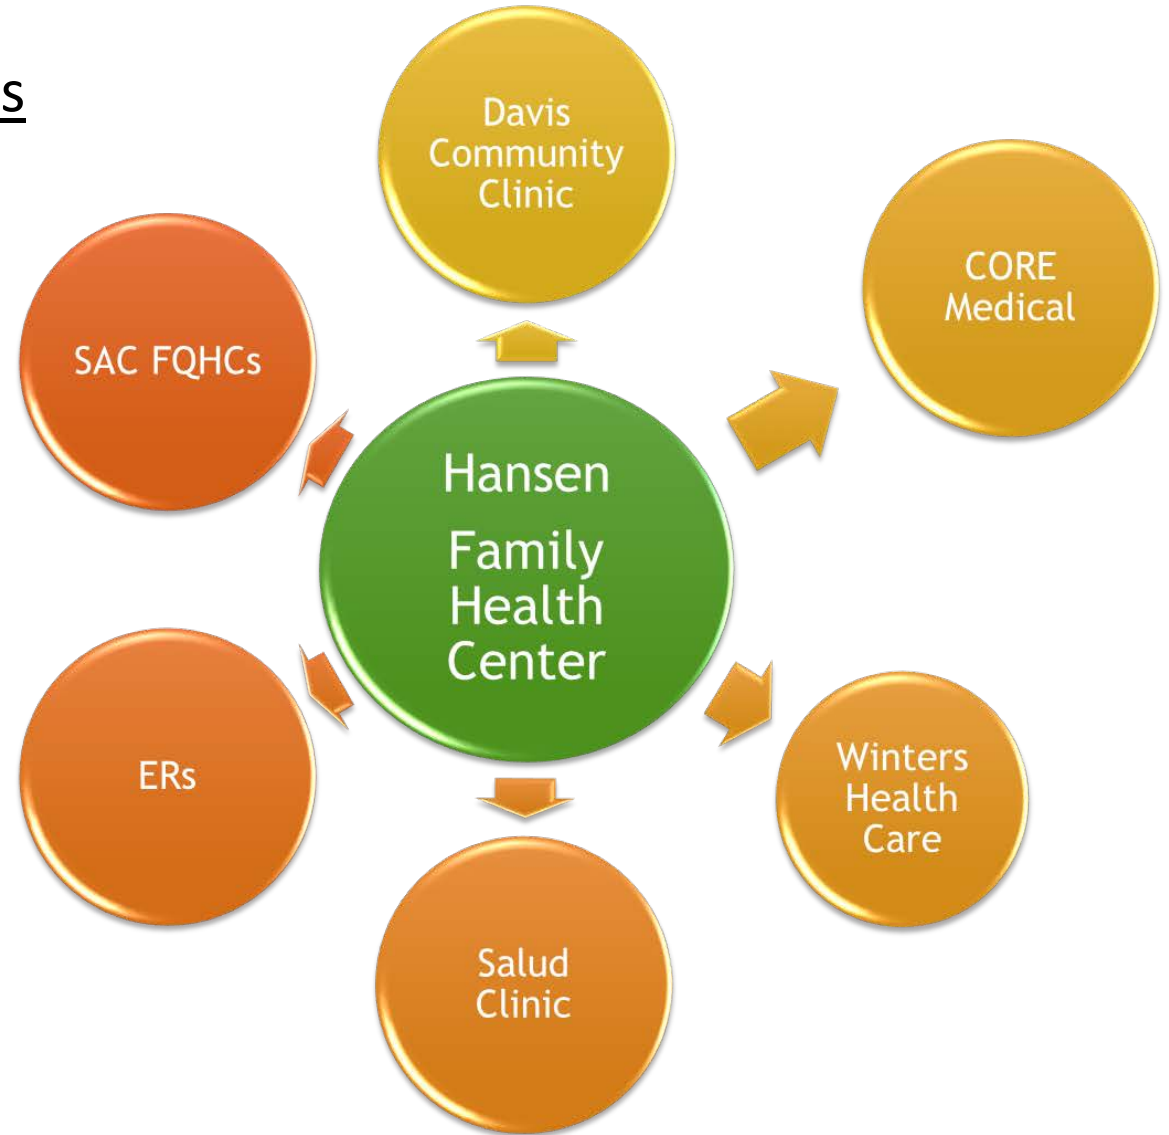 s
Davis
Community
Clinic
CORE
Medical
SAC FQHCs
Hansen
Family
Health
Center
ERs
Winters
Health
Care
Salud
Clinic